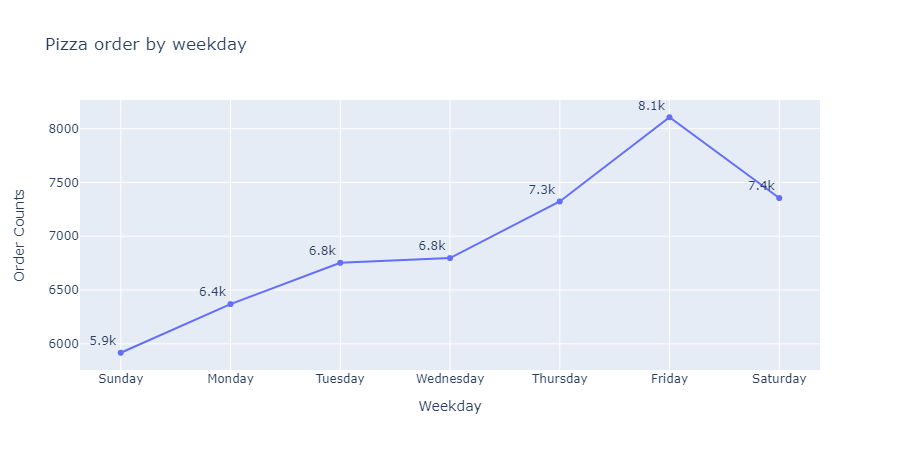 Pizza order by weekday
8.1k
8000
7.4k
7500
7.3k
6.8k
6.8k
7000
6.4k
6500
5.9k
6000
Order Counts
Sunday Monday Tuesday Wednesday Thursday Friday Saturday
Weekday